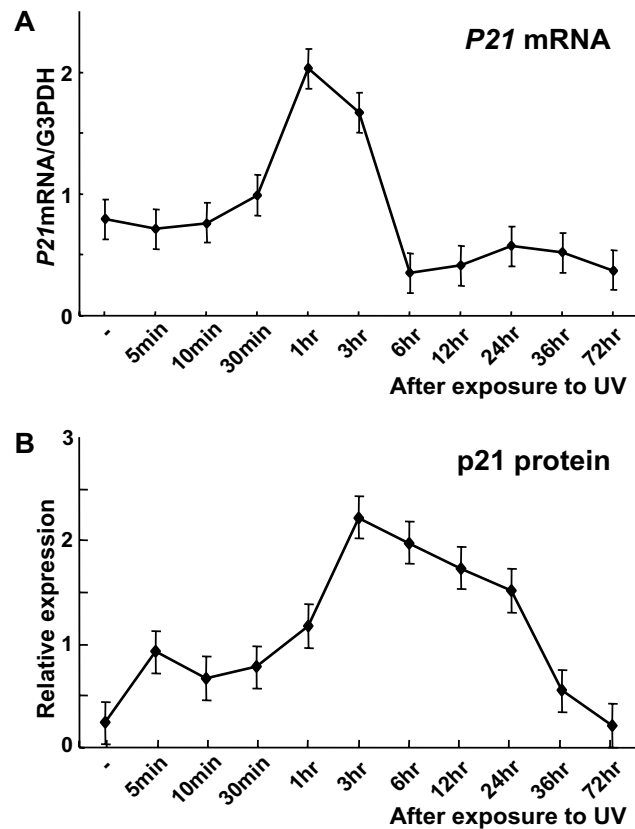 A
P21 mRNA
P21mRNA/G3PDH
2
1
0
-
5min
10min
30min
1hr
3hr
6hr
12hr
24hr
36hr
72hr
After exposure to UV
B
p21 protein
Relative expression
3
2
1
0
-
5min
10min
30min
1hr
3hr
6hr
12hr
24hr
36hr
72hr
After exposure to UV